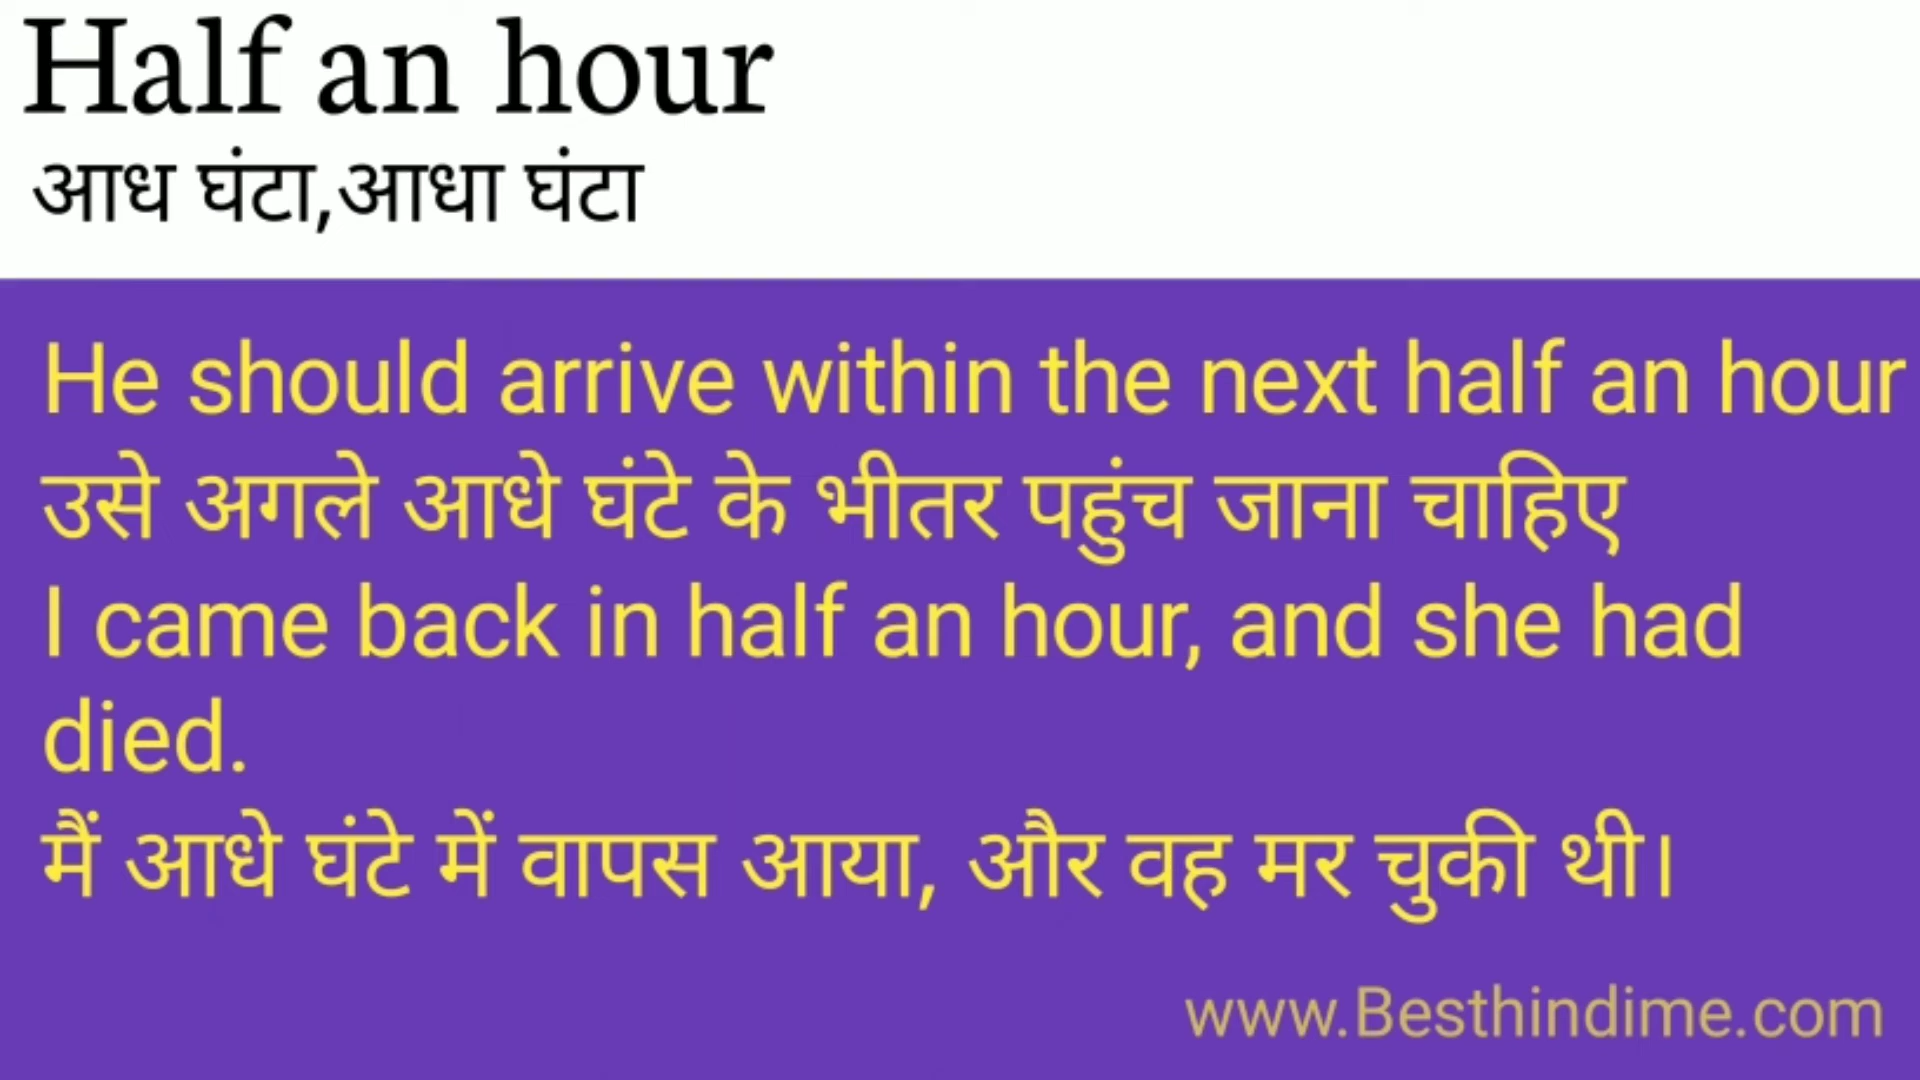 Half an hour
आध घंटा,आधा घंटा
He should arrive within the next half an hour
उसे अगले आधे घंटे के भीतर पहुंच जाना चाहिए
I came back in half an hour, and she had
died.
मैं आधे घंटे में वापस आया, और वह मर चुकी थी।
www.Besthindime.com